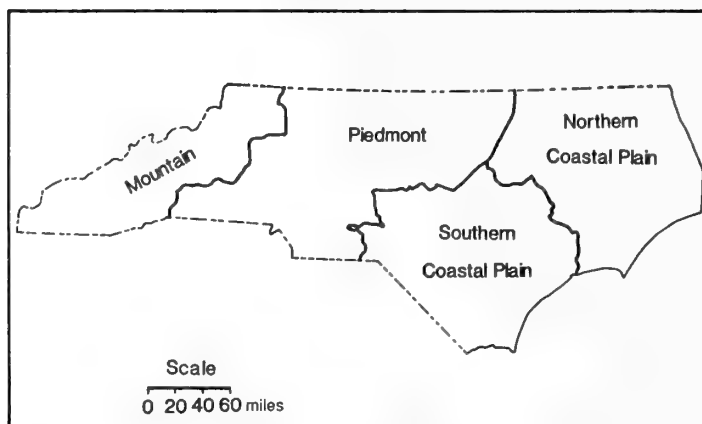 Mountain
Piedmont
Northern
Coastal Plain
Southern
Coastal Plain
Scale
0 20 40 60 miles